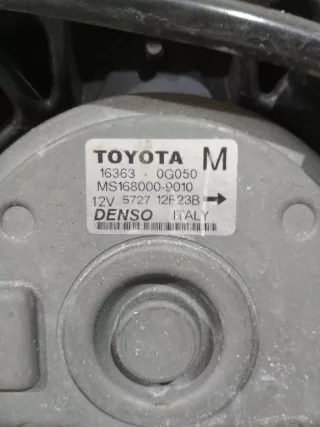 TOYOTA M
16363 - 0G050
MS168000-9010
12V 5727 12F23B →
DENSO ITALY